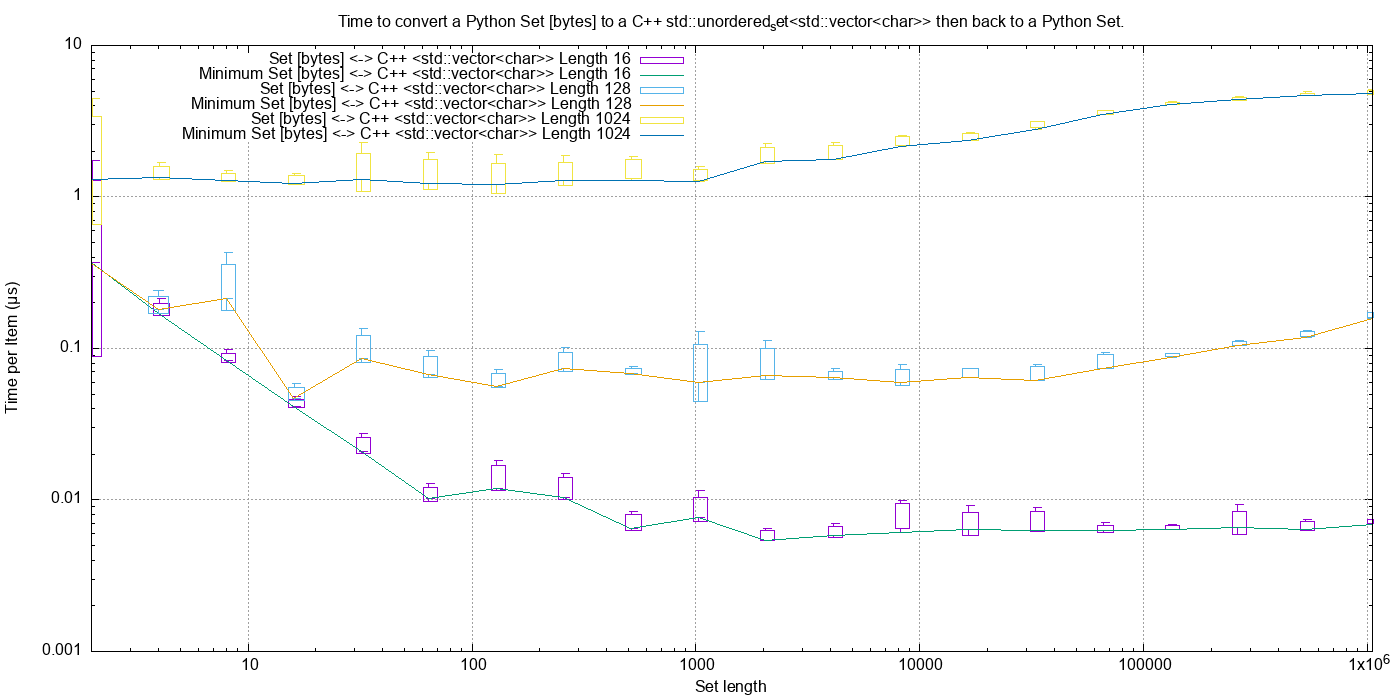 Time to convert a Python Set [bytes] to a C++ std::unordered_set<std::vector<char>> then back to a Python Set.
Set [bytes] <-> C++ <std::vector<char>> Length 16
Minimum Set [bytes] <-> C++ <std::vector<char>> Length 16
Set [bytes] <-> C++ <std::vector<char>> Length 128
Minimum Set [bytes] <-> C++ <std::vector<char>> Length 128
Set [bytes] <-> C++ <std::vector<char>> Length 1024
Minimum Set [bytes] <-> C++ <std::vector<char>> Length 1024
Time per Item (µs)
10
1
0.1
0.01
0.001
10 100 1000 10000 100000 1x10^6
Set length